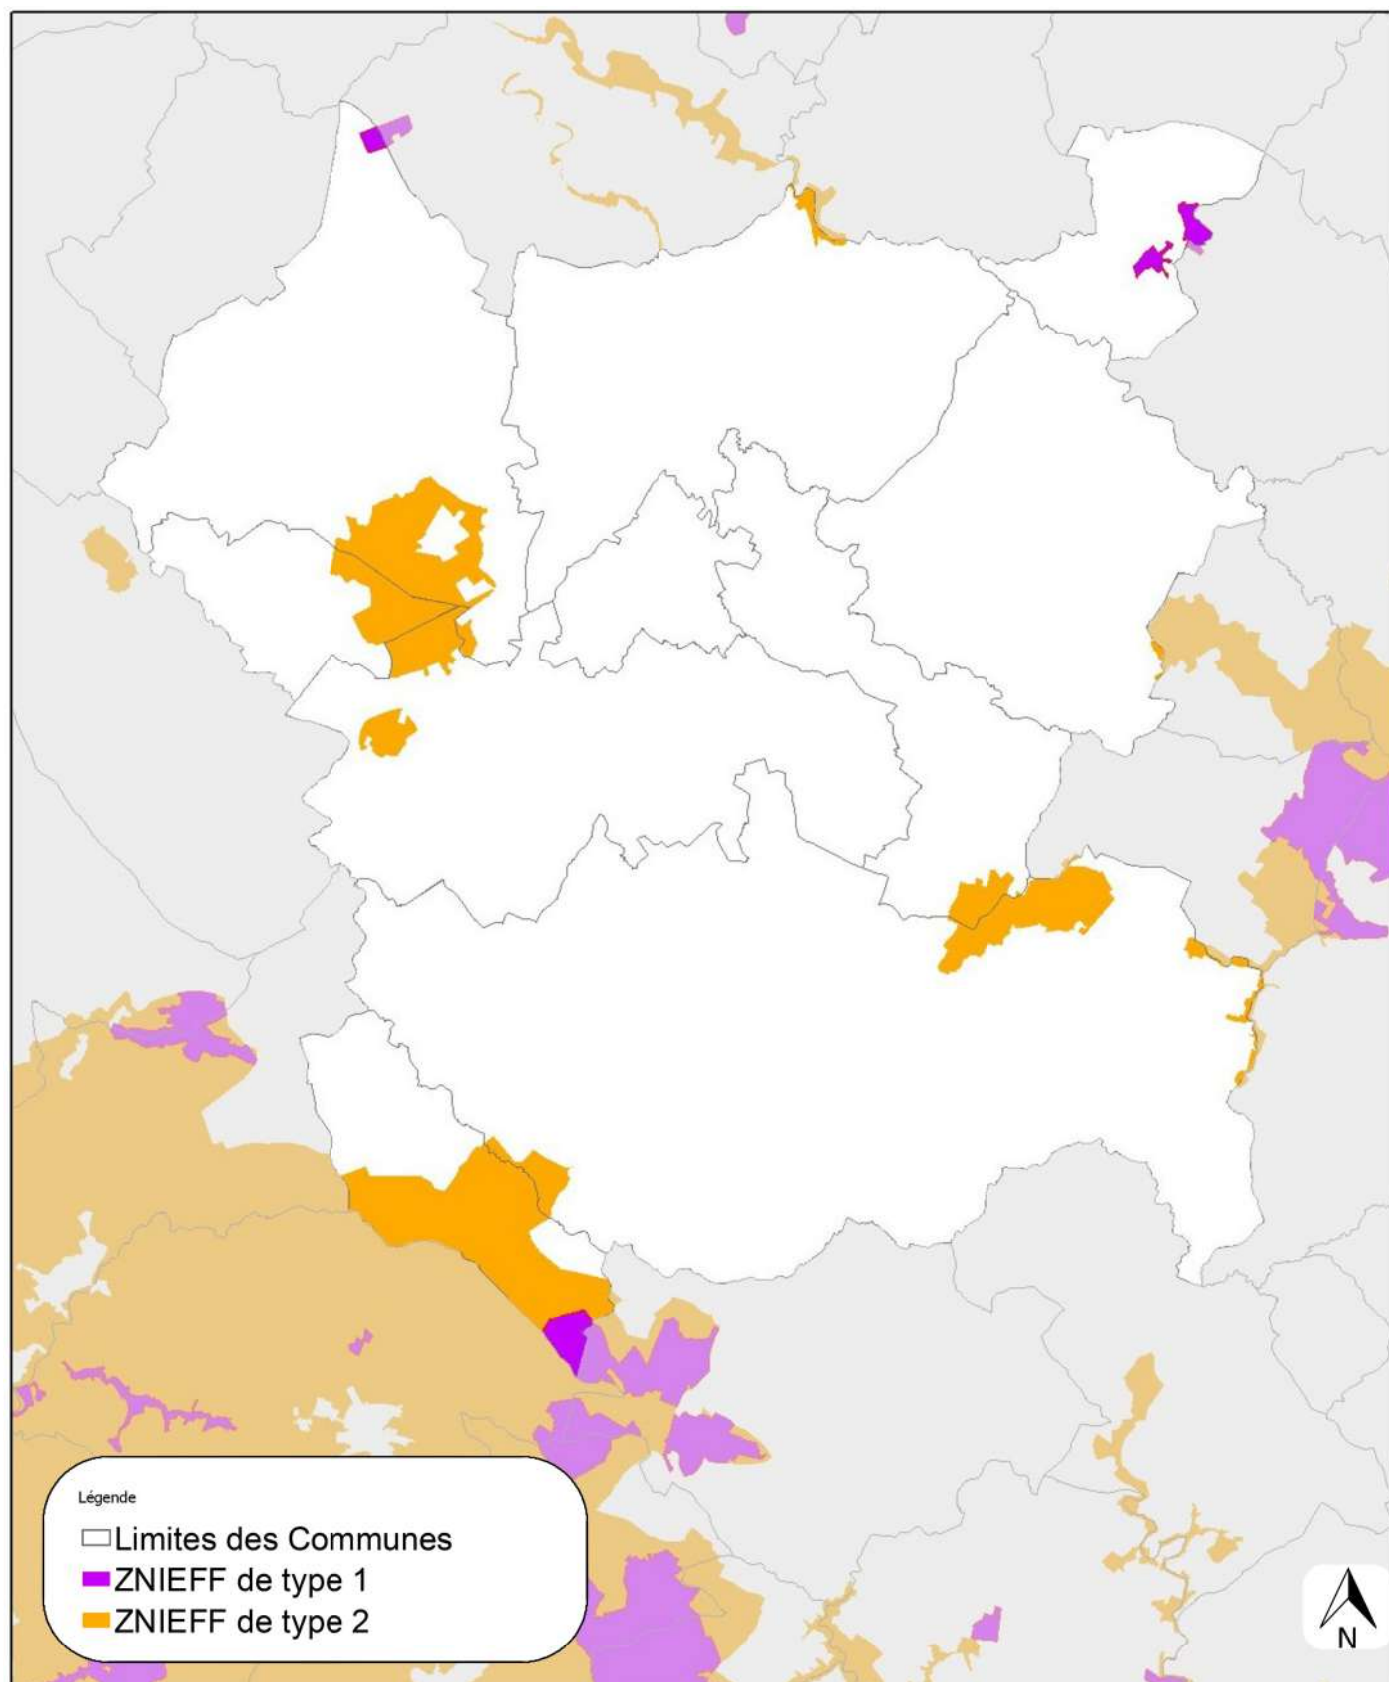 Légende
Limites des Communes
ZNIEFF de type 1
ZNIEFF de type 2
N